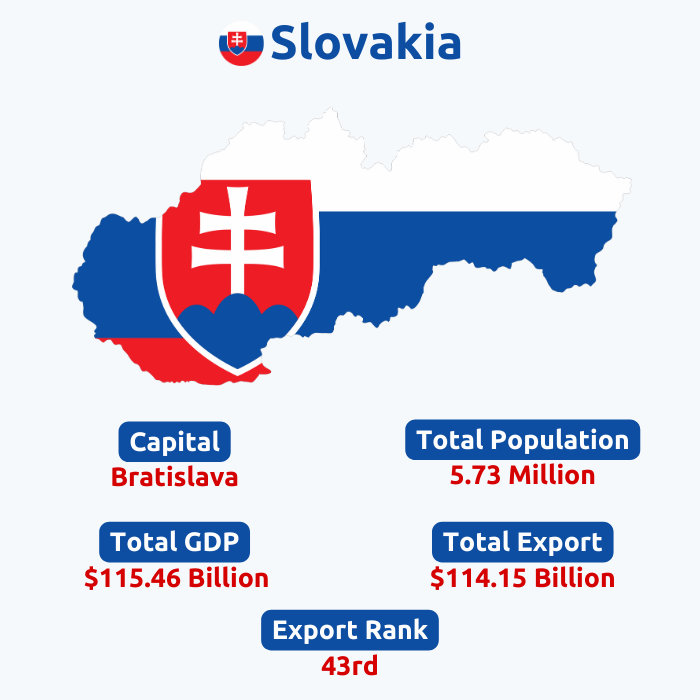 Slovakia
Capital
Bratislava
Total Population
5.73 Million
Total GDP
$115.46 Billion
Total Export
$114.15 Billion
Export Rank
43rd